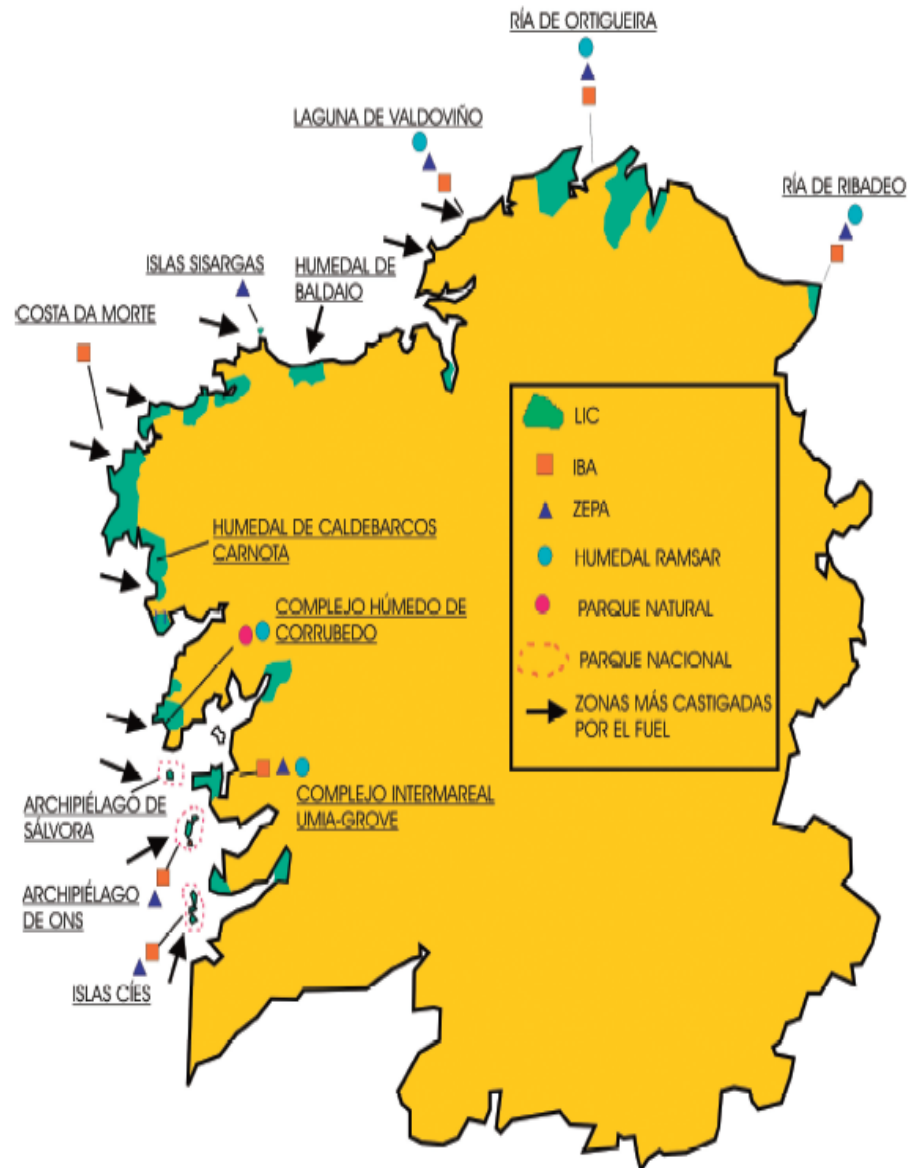 RÍA DE ORTIGUEIRA
LAGUNA DE VALDOVIÑO
RÍA DE RIBADEO
ISLAS SISARGAS
HUMEDAL DE
BALDAIO
COSTA DA MORTE
LIC
IBA
ZEPA
HUMEDAL RAMSAR
PARQUE NATURAL
PARQUE NACIONAL
ZONAS MÁS CASTIGADAS
POR EL FUEL
HUMEDAL DE CALDEBARCOS
CARNOTA
COMPLEJO HÚMEDO DE
CORRUBEDO
COMPLEJO INTERMAREAL
UMIA-GROVE
ARCHIPIÉLAGO DE
SÁLVORA
ARCHIPIÉLAGO
DE ONS
ISLAS CÍES